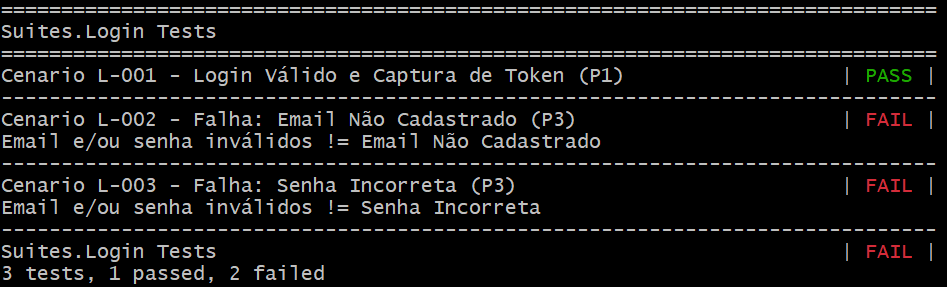 ==============================================================================
Suites.Login Tests
==============================================================================
Cenario L-001 - Login Válido e Captura de Token (P1) | PASS |
------------------------------------------------------------------------------
Cenario L-002 - Falha: Email Não Cadastrado (P3) | FAIL |
Email e/ou senha inválidos != Email Não Cadastrado
------------------------------------------------------------------------------
Cenario L-003 - Falha: Senha Incorreta (P3) | FAIL |
Email e/ou senha inválidos != Senha Incorreta
------------------------------------------------------------------------------
Suites.Login Tests | FAIL |
3 tests, 1 passed, 2 failed